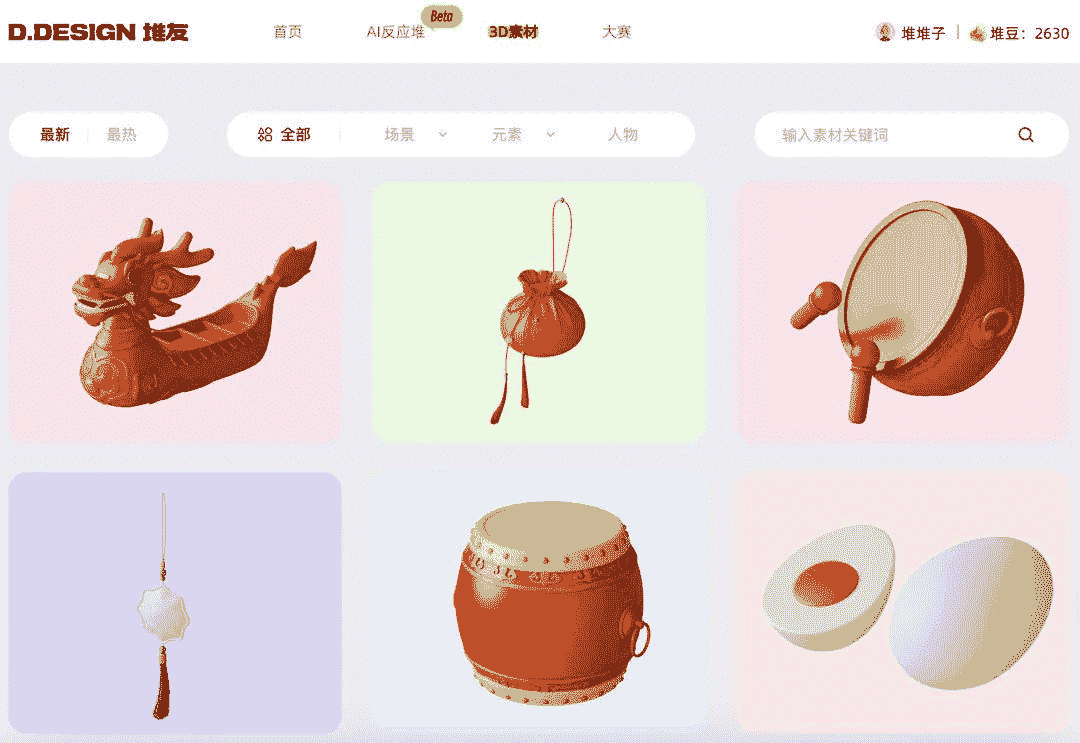 D.DESIGN 堆友 首页 AI反应堆 Beta 3D素材 大赛 堆堆子 堆豆：2630
最新 最热 全部 场景 元素 人物 输入素材关键词